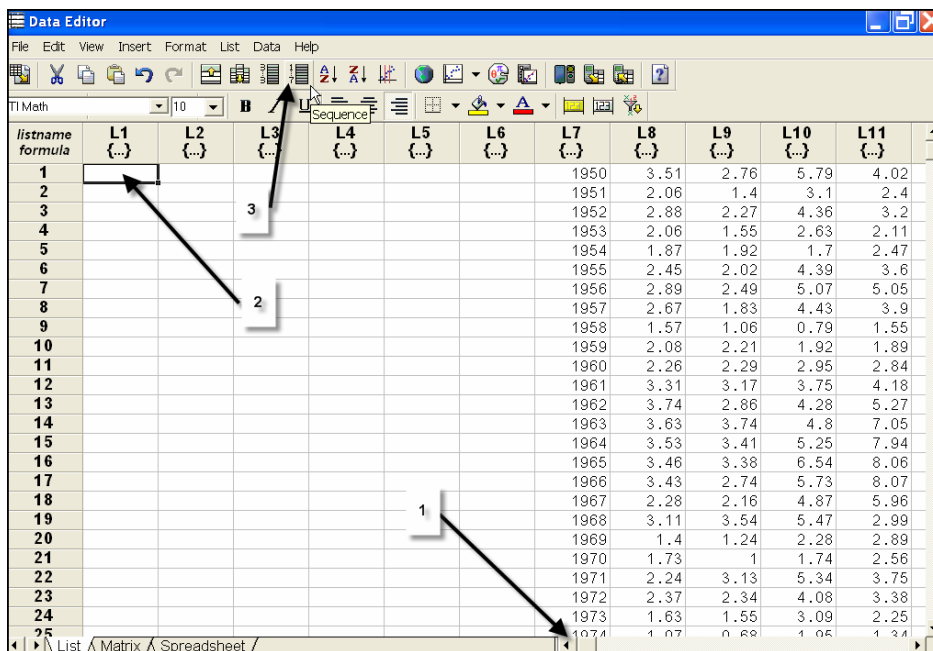 Data Editor
File Edit View Insert Format List Data Help
TI Math 10 B I U
Sequence
listname L1 L2 L3 L4 L5 L6 L7 L8 L9 L10 L11
formula {...} {...} {...} {...} {...} {...} {...} {...} {...} {...} {...}
1 1950 3.51 2.76 5.79 4.02
2 1951 2.06 1.4 3.1 2.4
3 3 1952 2.88 2.27 4.36 3.2
4 1953 2.06 1.55 2.63 2.11
5 1954 1.87 1.92 1.7 2.47
6 1955 2.45 2.02 4.39 3.6
7 1956 2.89 2.49 5.07 5.05
8 2 1957 2.67 1.83 4.43 3.9
9 1958 1.57 1.06 0.79 1.55
10 1959 2.08 2.21 1.92 1.89
11 1960 2.26 2.29 2.95 2.84
12 1961 3.31 3.17 3.75 4.18
13 1962 3.74 2.86 4.28 5.27
14 1963 3.63 3.74 4.8 7.05
15 1964 3.53 3.41 5.25 7.94
16 1965 3.46 3.38 6.54 8.06
17 1966 3.43 2.74 5.73 8.07
18 1967 2.28 2.16 4.87 5.96
19 1 1968 3.11 3.54 5.47 2.99
20 1969 1.4 1.24 2.28 2.89
21 1970 1.73 1 1.74 2.56
22 1971 2.24 3.13 5.34 3.75
23 1972 2.37 2.34 4.08 3.38
24 1973 1.63 1.55 3.09 2.25
25 1974 1.07 0.68 1.95 1.34
List Matrix Spreadsheet